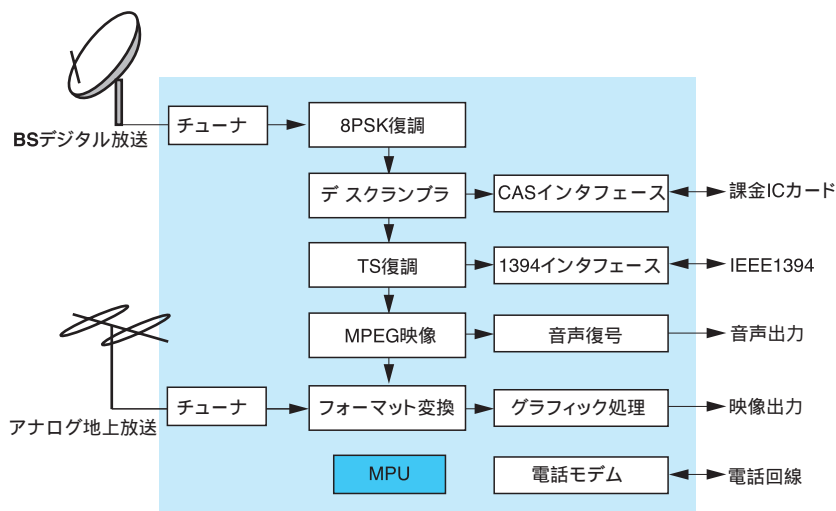 BSデジタル放送
チューナ
8PSK復調
デ スクランブラ
CASインタフェース
課金ICカード
TS復調
1394インタフェース
IEEE1394
MPEG映像
音声復号
音声出力
アナログ地上放送
チューナ
フォーマット変換
グラフィック処理
映像出力
MPU
電話モデム
電話回線